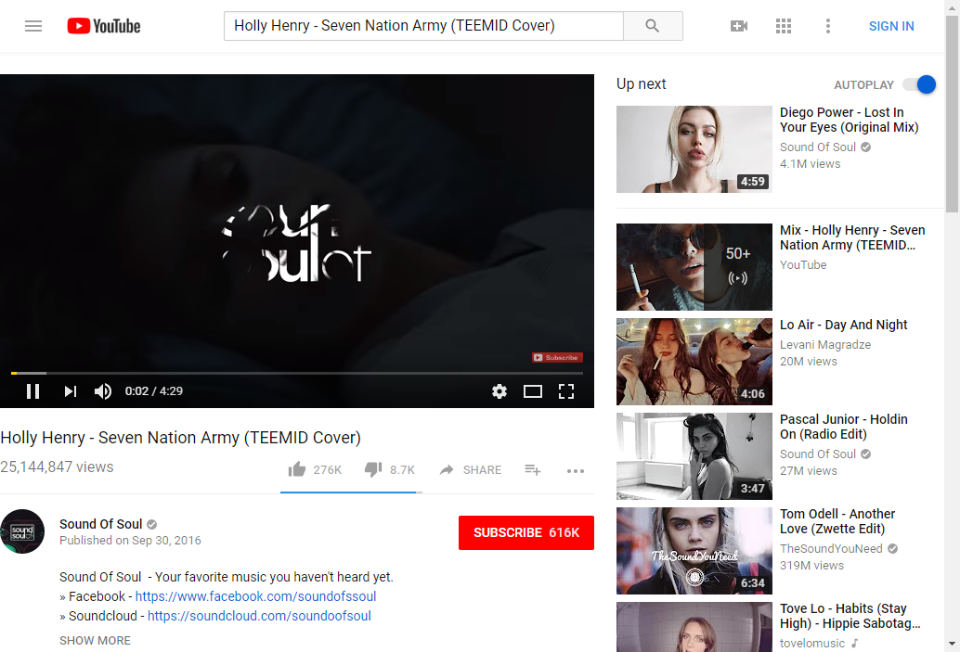 YouTube
Holly Henry - Seven Nation Army (TEEMID Cover)
SIGN IN
Subscribe
0:02 / 4:29
Holly Henry - Seven Nation Army (TEEMID Cover)
25,144,847 views
276K
8.7K
SHARE
sound
soulof
Sound Of Soul
Published on Sep 30, 2016
SUBSCRIBE 616K
Sound Of Soul - Your favorite music you haven't heard yet.
» Facebook - https://www.facebook.com/soundofssoul
» Soundcloud - https://soundcloud.com/soundoofsoul
SHOW MORE
Up next
AUTOPLAY
4:59
Diego Power - Lost In
Your Eyes (Original Mix)
Sound Of Soul
4.1M views
50+
Mix - Holly Henry - Seven
Nation Army (TEEMID…
YouTube
4:06
Lo Air - Day And Night
Levani Magradze
20M views
3:47
Pascal Junior - Holdin
On (Radio Edit)
Sound Of Soul
27M views
TheSoundYouNeed
6:34
Tom Odell - Another
Love (Zwette Edit)
TheSoundYouNeed
319M views
Tove Lo - Habits (Stay
High) - Hippie Sabotag…
tovelomusic